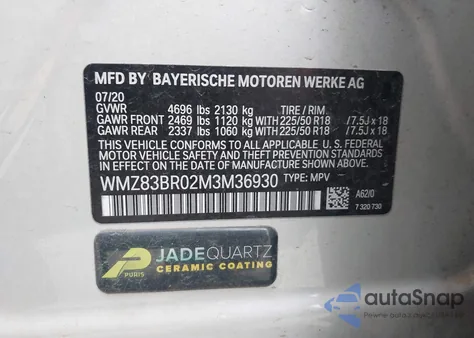 MFD BY BAYERISCHE MOTOREN WERKE AG
07/20
GVWR 4696 lbs 2130 kg TIRE / RIM
GAWR FRONT 2469 lbs 1120 kg WITH 225/50 R18 /7.5J x 18
GAWR REAR 2337 lbs 1060 kg WITH 225/50 R18 /7.5J x 18
THIS VEHICLE CONFORMS TO ALL APPLICABLE U. S. FEDERAL
MOTOR VEHICLE SAFETY, BUMPER, AND THEFT PREVENTION
STANDARDS IN EFFECT ON THE DATE OF MANUFACTURE
SHOWN ABOVE.
WMZ83BR02M3M36930 TYPE: MPV A62/0
7 320 730
PURIS
JADEQUARTZ
CERAMIC COATING
autoSnap